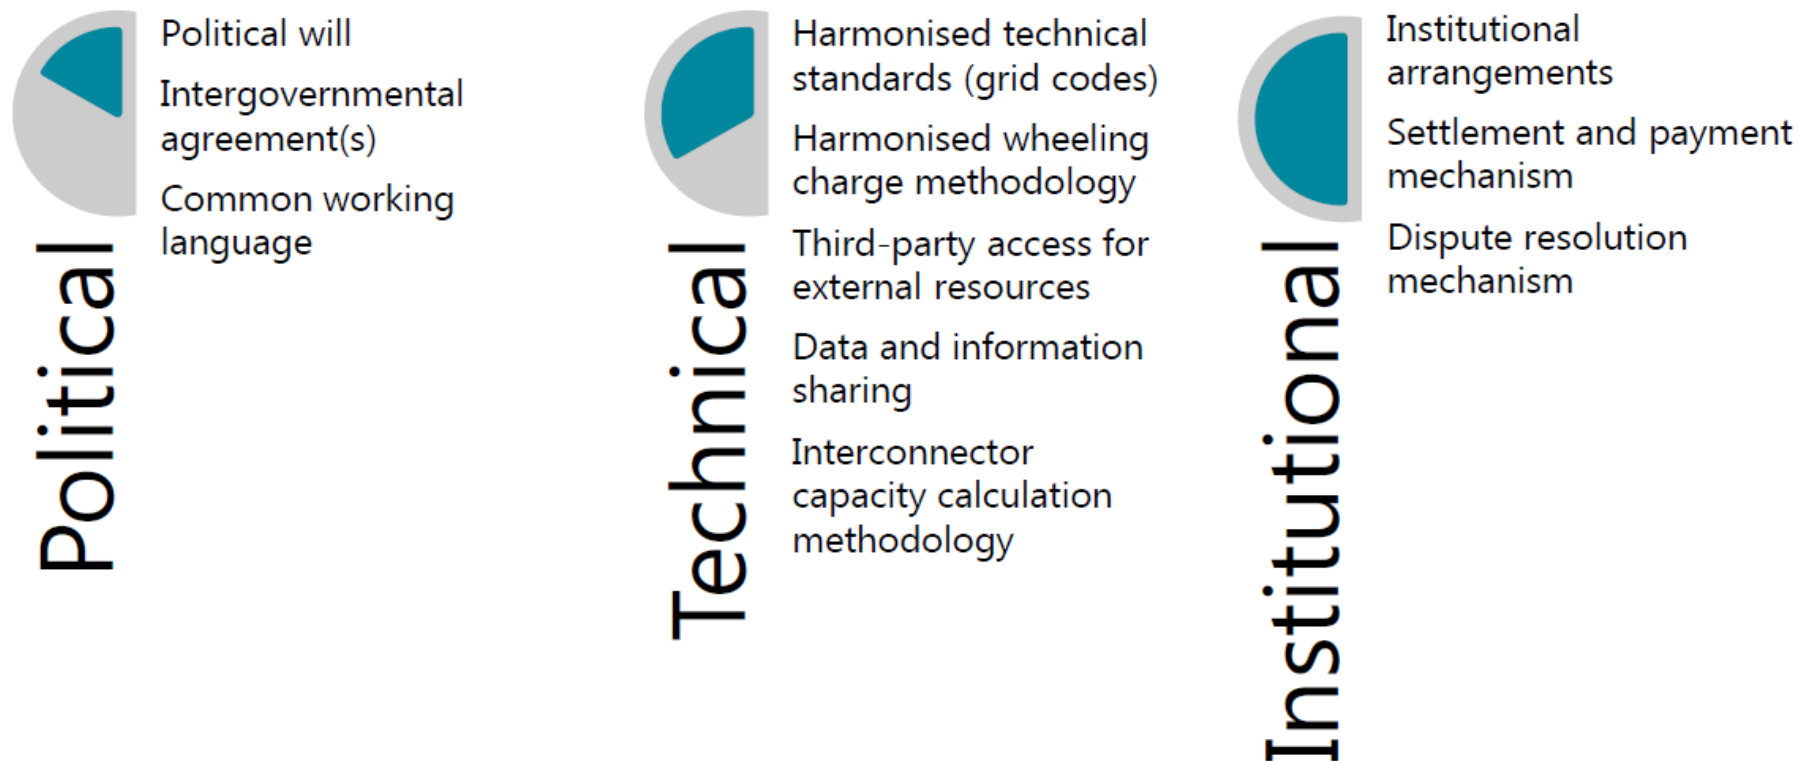 Political
Political will
Intergovernmental
agreement(s)
Common working
language
Technical
Harmonised technical
standards (grid codes)
Harmonised wheeling
charge methodology
Third-party access for
external resources
Data and information
sharing
Interconnector
capacity calculation
methodology
Institutional
Institutional
arrangements
Settlement and payment
mechanism
Dispute resolution
mechanism